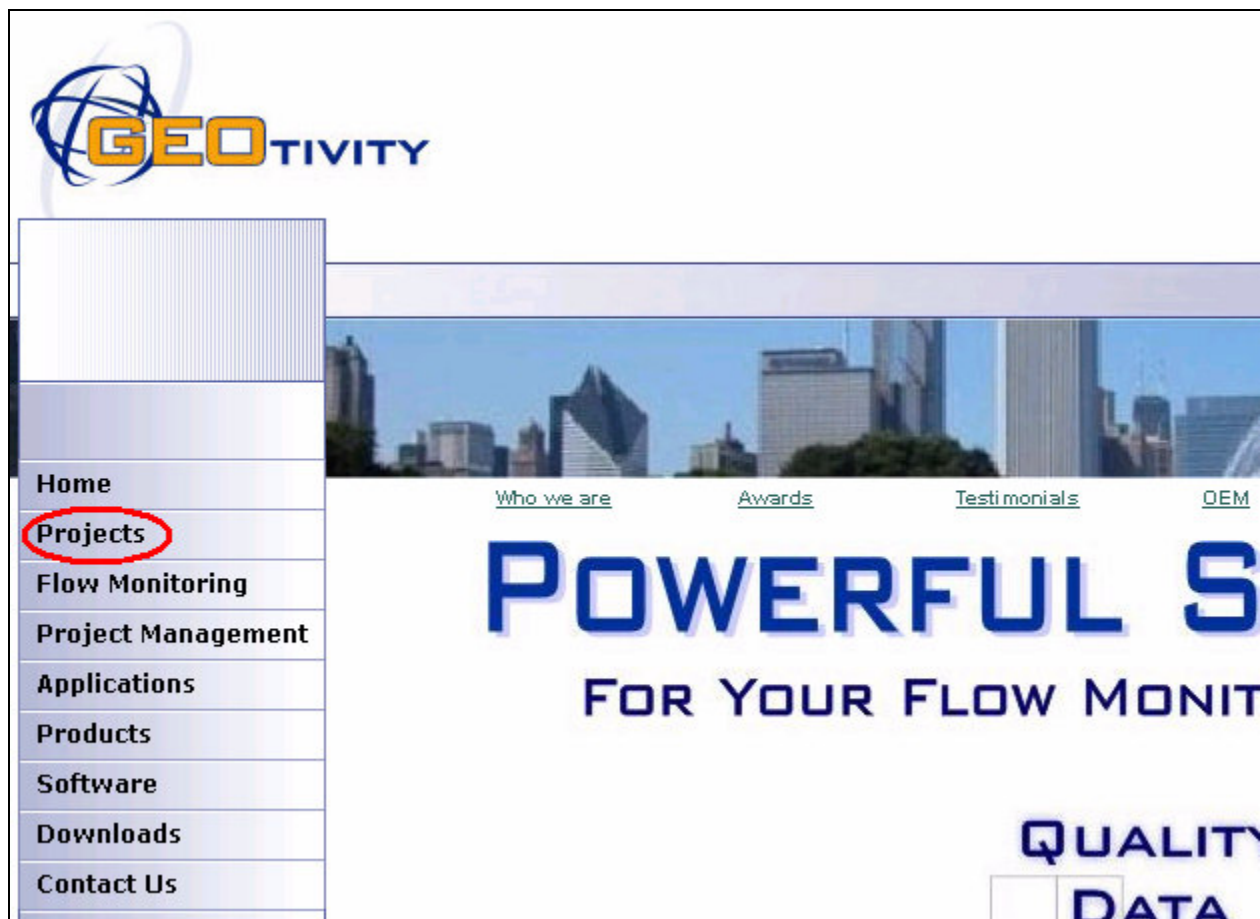 GEOTIVITY
Home
Projects
Flow Monitoring
Project Management
Applications
Products
Software
Downloads
Contact Us
Who we are Awards Testimonials OEM
POWERFUL S
FOR YOUR FLOW MONIT
QUALITY
DATA